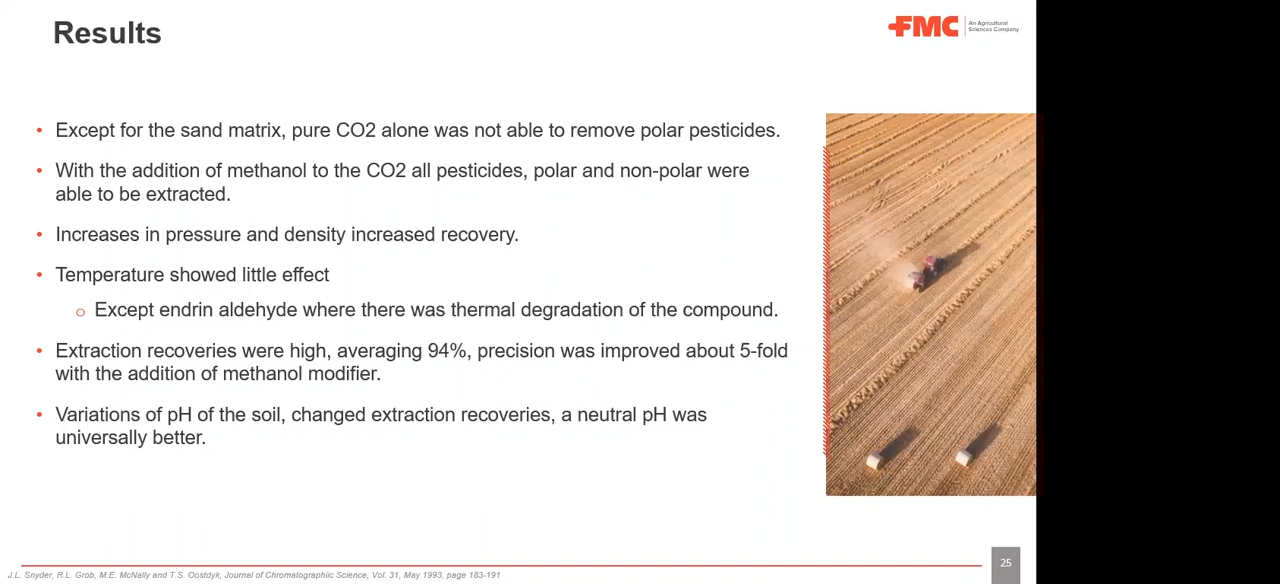 Results
FMC
An Agricultural
Sciences Company
• Except for the sand matrix, pure CO2 alone was not able to remove polar pesticides.
• With the addition of methanol to the CO2 all pesticides, polar and non-polar were
able to be extracted.
• Increases in pressure and density increased recovery.
• Temperature showed little effect
o Except endrin aldehyde where there was thermal degradation of the compound.
• Extraction recoveries were high, averaging 94%, precision was improved about 5-fold
with the addition of methanol modifier.
• Variations of pH of the soil, changed extraction recoveries, a neutral pH was
universally better.
J.L. Snyder, R.L. Grob, M.E. McNally and T.S. Oostdyk, Journal of Chromatographiic Science, Vol. 31, May 1993, page 183-191
25